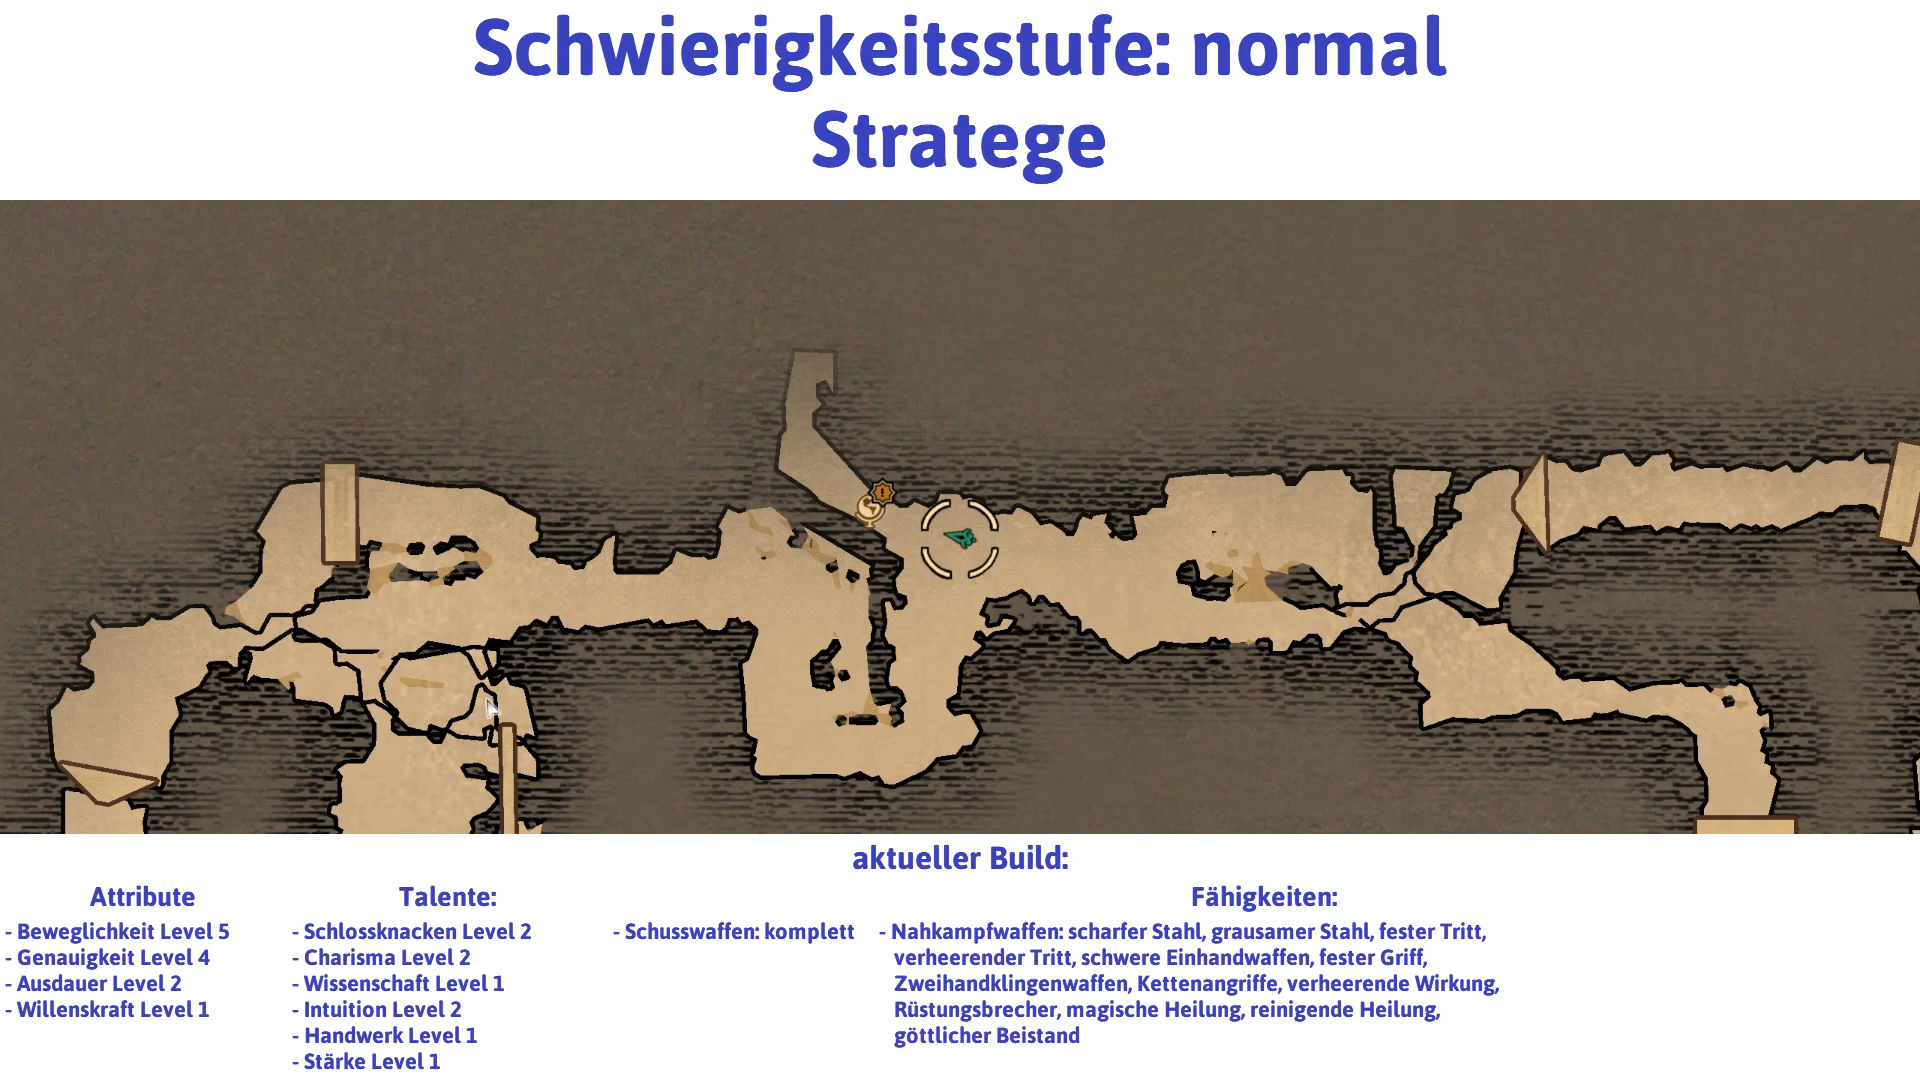 Schwierigkeitsstufe: normal
Stratege
aktueller Build:
Attribute
- Beweglichkeit Level 5
- Genauigkeit Level 4
- Ausdauer Level 2
- Willenskraft Level 1
Talente:
- Schlossknacken Level 2
- Charisma Level 2
- Wissenschaft Level 1
- Intuition Level 2
- Handwerk Level 1
- Stärke Level 1
Fähigkeiten:
- Schusswaffen: komplett
- Nahkampfwaffen: scharfer Stahl, grausamer Stahl, fester Tritt,
verheerender Tritt, schwere Einhandwaffen, fester Griff,
Zweihandklingenwaffen, Kettenangriffe, verheerende Wirkung,
Rüstungsbrecher, magische Heilung, reinigende Heilung,
göttlicher Beistand